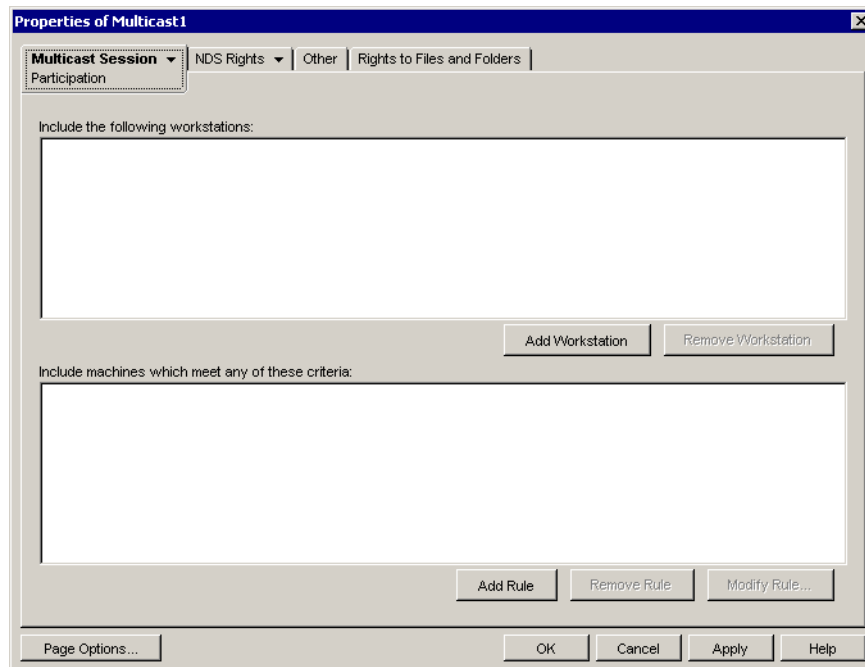 Properties of Multicast1
Multicast Session NDS Rights Other Rights to Files and Folders
Participation
Include the following workstations:
Add Workstation Remove Workstation
Include machines which meet any of these criteria:
Add Rule Remove Rule Modify Rule...
Page Options... OK Cancel Apply Help